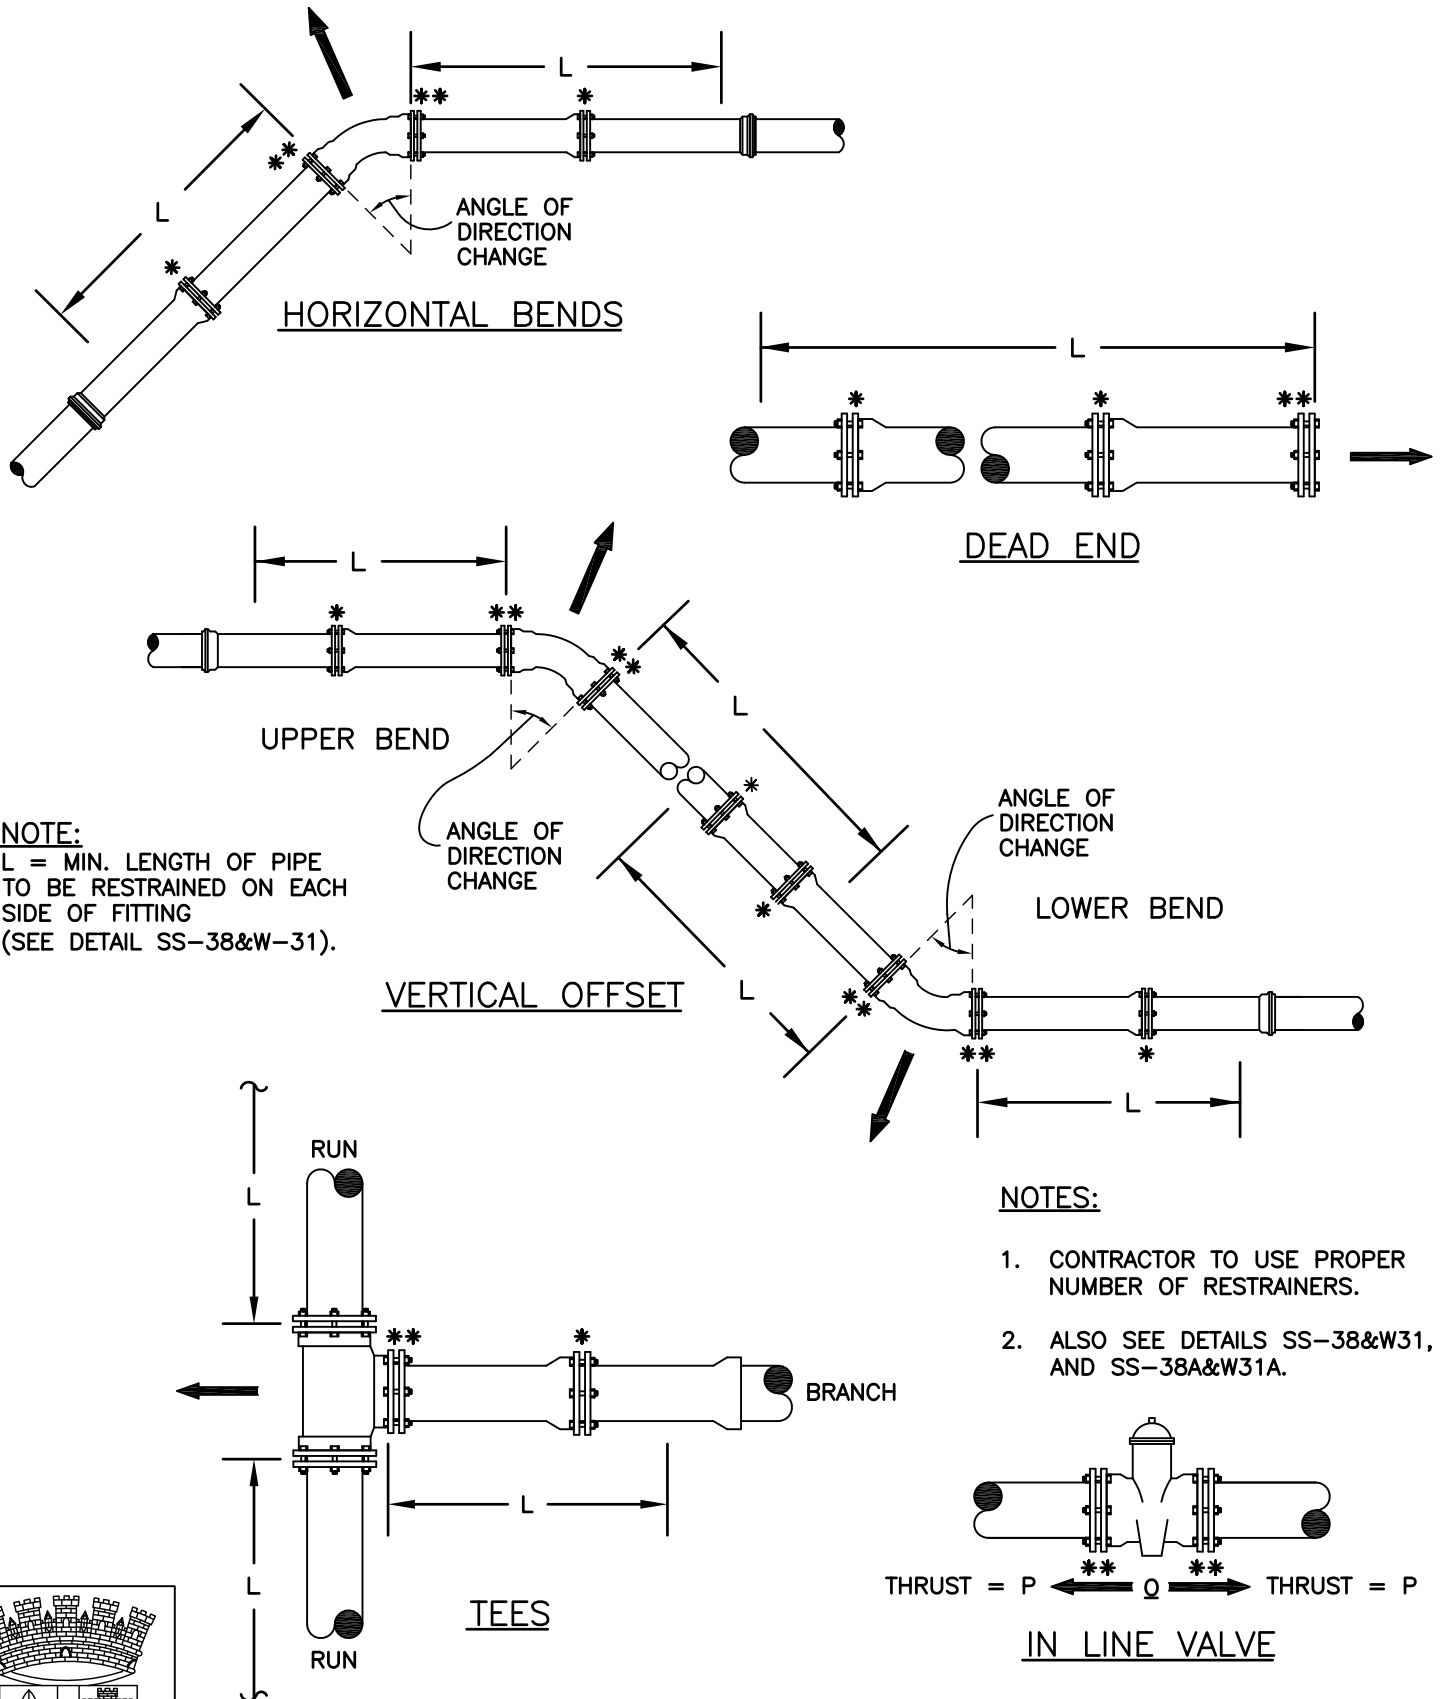 L
**
*
**
L
*
ANGLE OF
DIRECTION
CHANGE
HORIZONTAL BENDS
L
*
*
**
DEAD END
L
*
**
**
L
UPPER BEND
*
ANGLE OF
DIRECTION
CHANGE
ANGLE OF
DIRECTION
CHANGE
NOTE:
L = MIN. LENGTH OF PIPE
TO BE RESTRAINED ON EACH
SIDE OF FITTING
(SEE DETAIL SS-38&W-31).
*
LOWER BEND
VERTICAL OFFSET
L
**
**
*
L
RUN
L
**
*
BRANCH
L
L
RUN
TEES
NOTES:
1. CONTRACTOR TO USE PROPER
NUMBER OF RESTRAINERS.
2. ALSO SEE DETAILS SS-38&W31,
AND SS-38A&W31A.
**
**
THRUST = P
O
THRUST = P
IN LINE VALVE